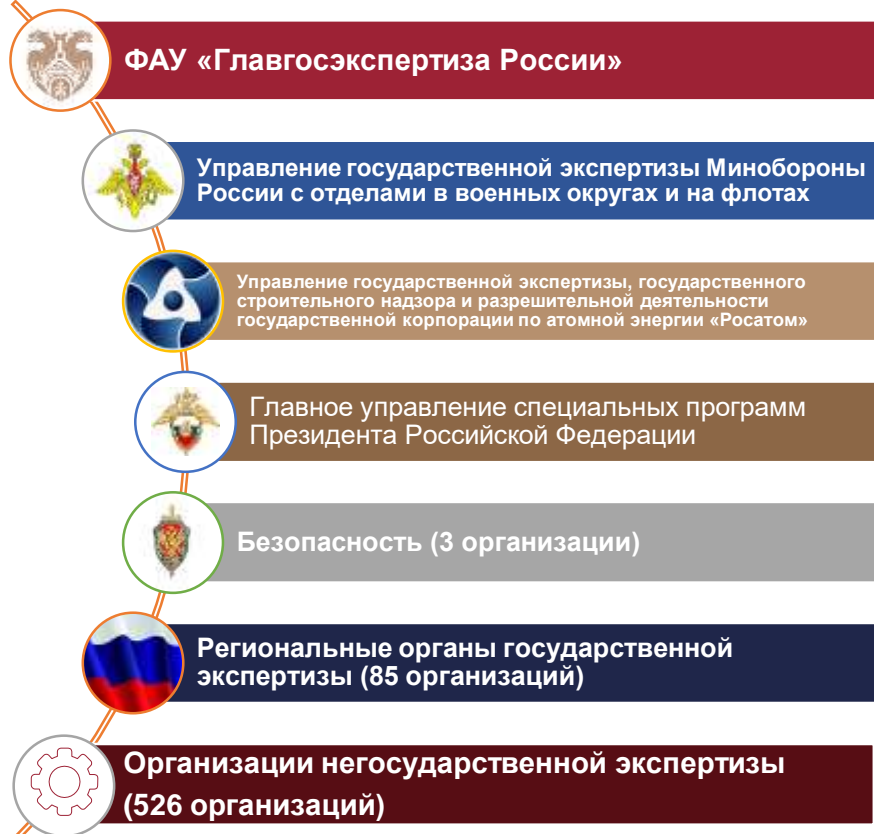 ФАУ «Главгосэкспертиза России»
Управление государственной экспертизы Минобороны
России с отделами в военных округах и на флотах
Управление государственной экспертизы, государственного
строительного надзора и разрешительной деятельности
государственной корпорации по атомной энергии «Росатом»
Главное управление специальных программ
Президента Российской Федерации
Безопасность (3 организации)
Региональные органы государственной
экспертизы (85 организаций)
Организации негосударственной экспертизы
(526 организаций)